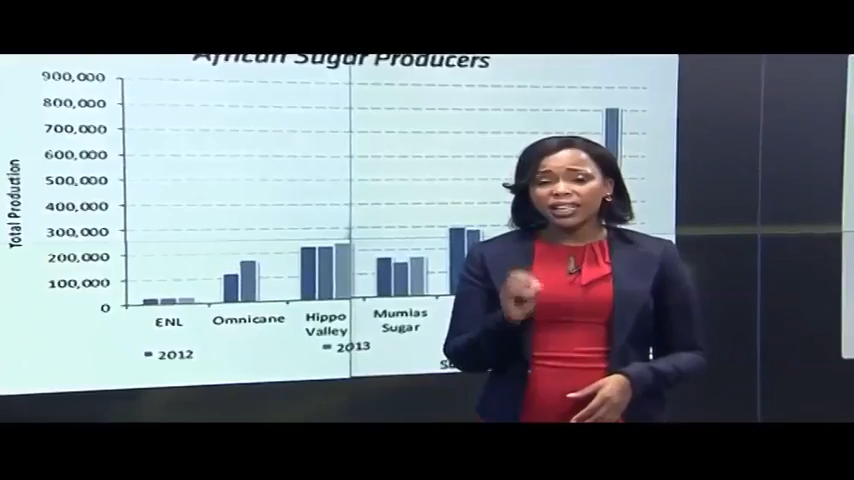 African Sugar Producers
900,000
800,000
700,000
600,000
500,000
400,000
300,000
200,000
100,000
0
Total Production
ENL
Omnicane
Hippo
Valley
Mumias
Sugar
2012
2013